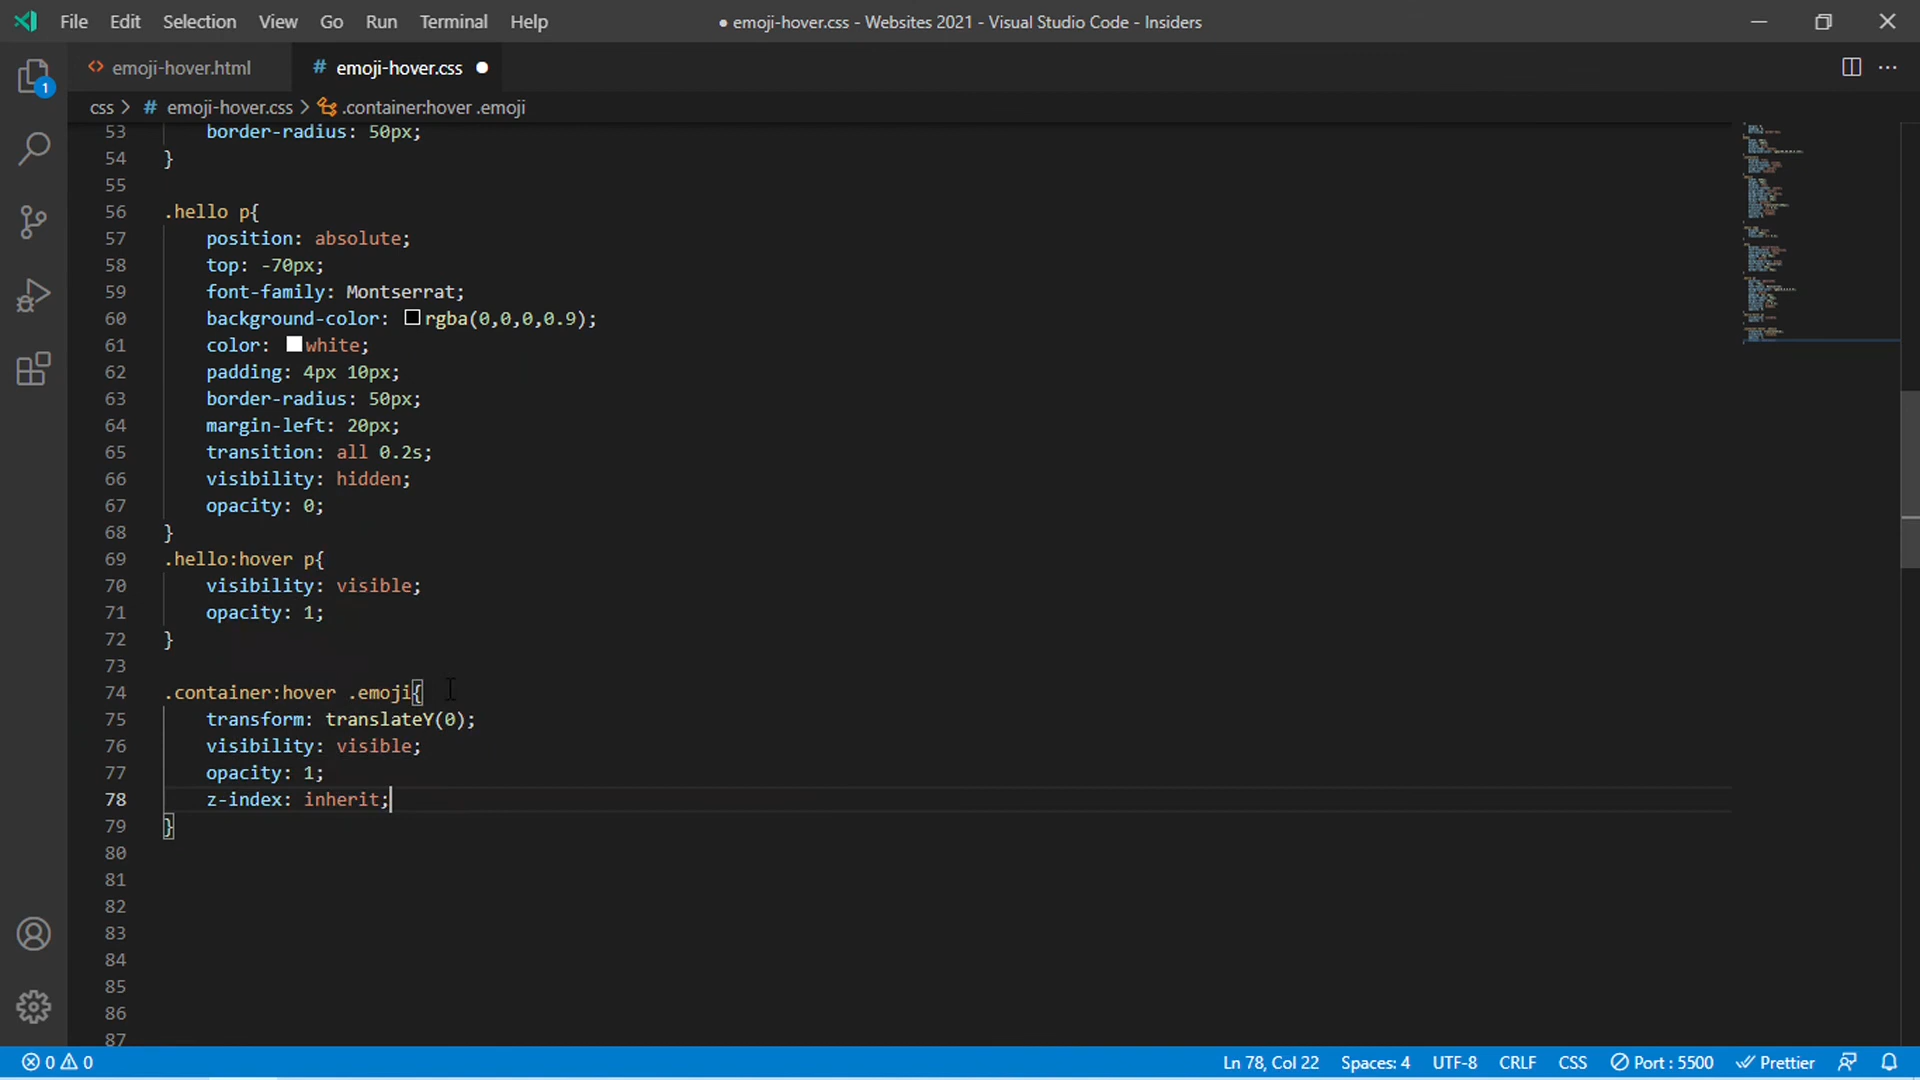 File Edit Selection View Go Run Terminal Help ● emoji-hover.css - Websites 2021 - Visual Studio Code - Insiders
<> emoji-hover.html # emoji-hover.css ●
1
css > # emoji-hover.css > .container:hover .emoji
53 border-radius: 50px;
54 }
55
56 .hello p{
57 position: absolute;
58 top: -70px;
59 font-family: Montserrat;
60 background-color: rgba(0,0,0,0.9);
61 color: white;
62 padding: 4px 10px;
63 border-radius: 50px;
64 margin-left: 20px;
65 transition: all 0.2s;
66 visibility: hidden;
67 opacity: 0;
68 }
69 .hello:hover p{
70 visibility: visible;
71 opacity: 1;
72 }
73
74 .container:hover .emoji{
75 transform: translateY(0);
76 visibility: visible;
77 opacity: 1;
78 z-index: inherit;
79 }
80
81
82
83
84
85
86
87
0 0 Ln 78, Col 22 Spaces: 4 UTF-8 CRLF CSS Port : 5500 Prettier